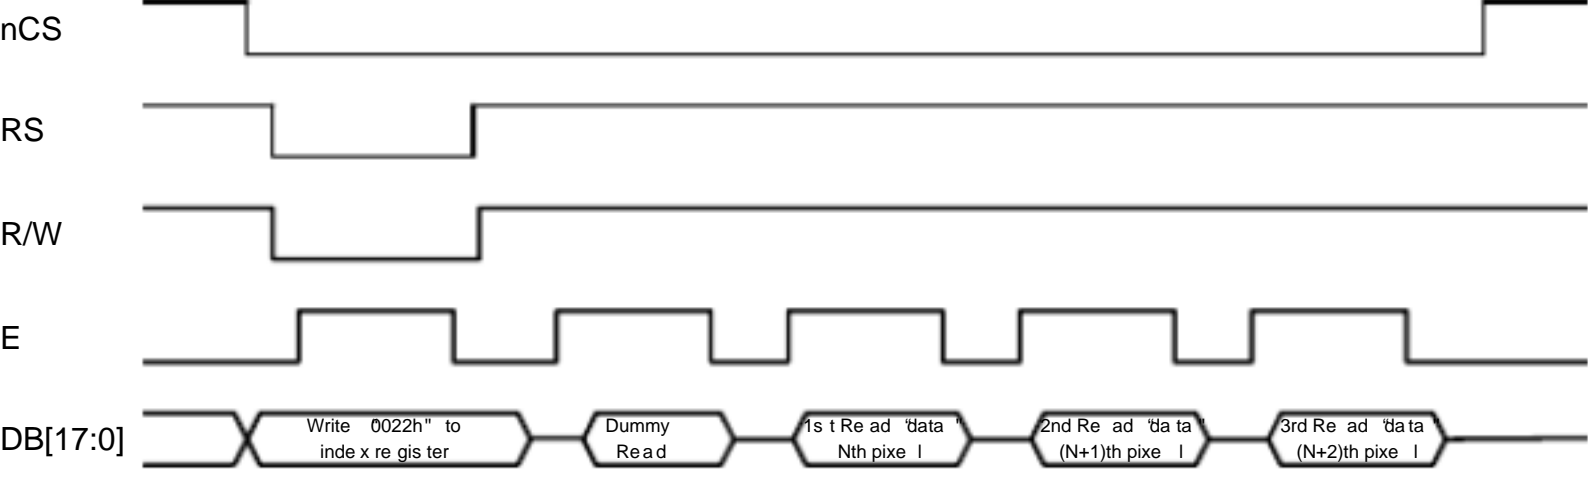 nCS
RS
R/W
E
DB[17:0]
Write "0022h" to
index register
Dummy
Read
1st Read "data"
Nth pixel
2nd Read "data"
(N+1)th pixel
3rd Read "data"
(N+2)th pixel